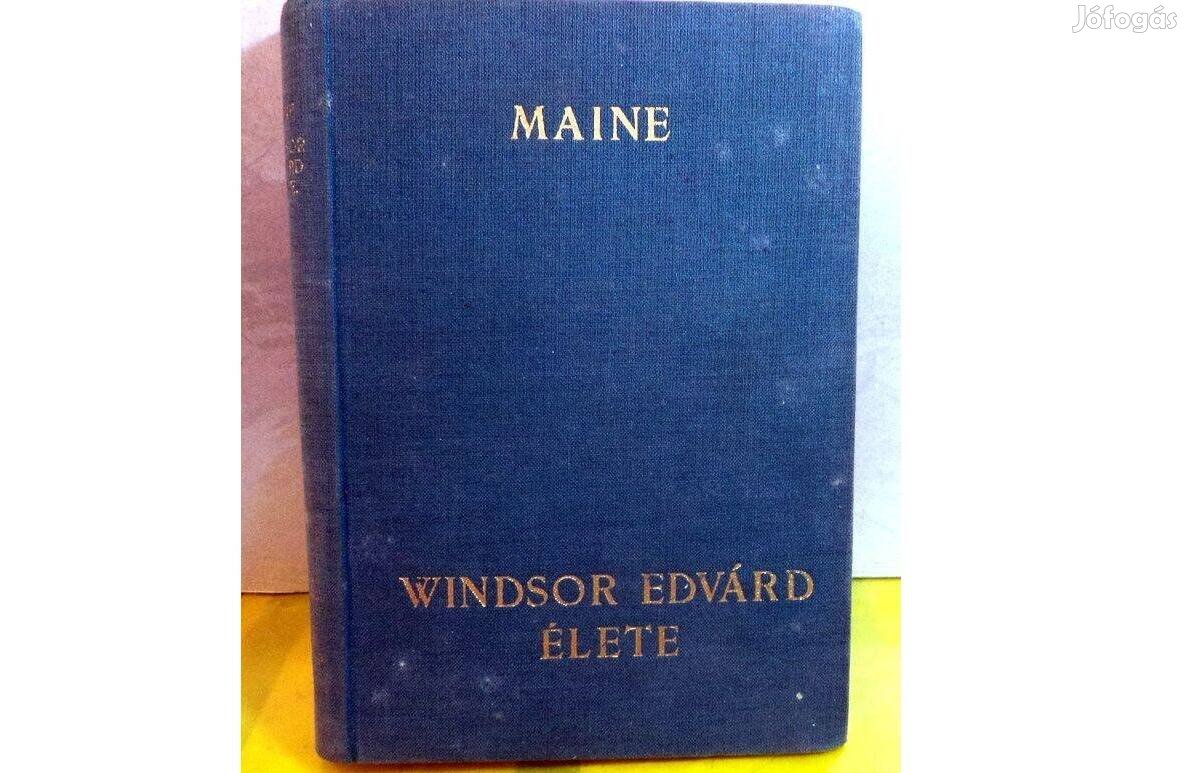 Jófogás
MAINE
WINDSOR EDVÁRD
ÉLETE